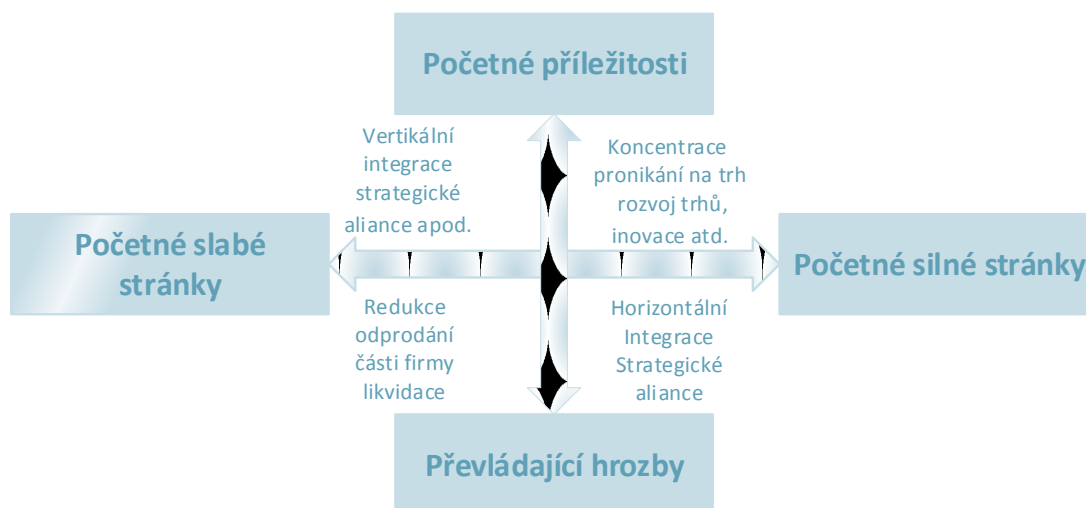 Početné příležitosti
Vertikální
integrace
strategické
aliance apod.
Koncentrace
pronikání na trh
rozvoj trhů,
inovace atd.
Početné slabé
stránky
Početné silné stránky
Redukce
odprodání
části firmy
likvidace
Horizontální
Integrace
Strategické
aliance
Převládající hrozby